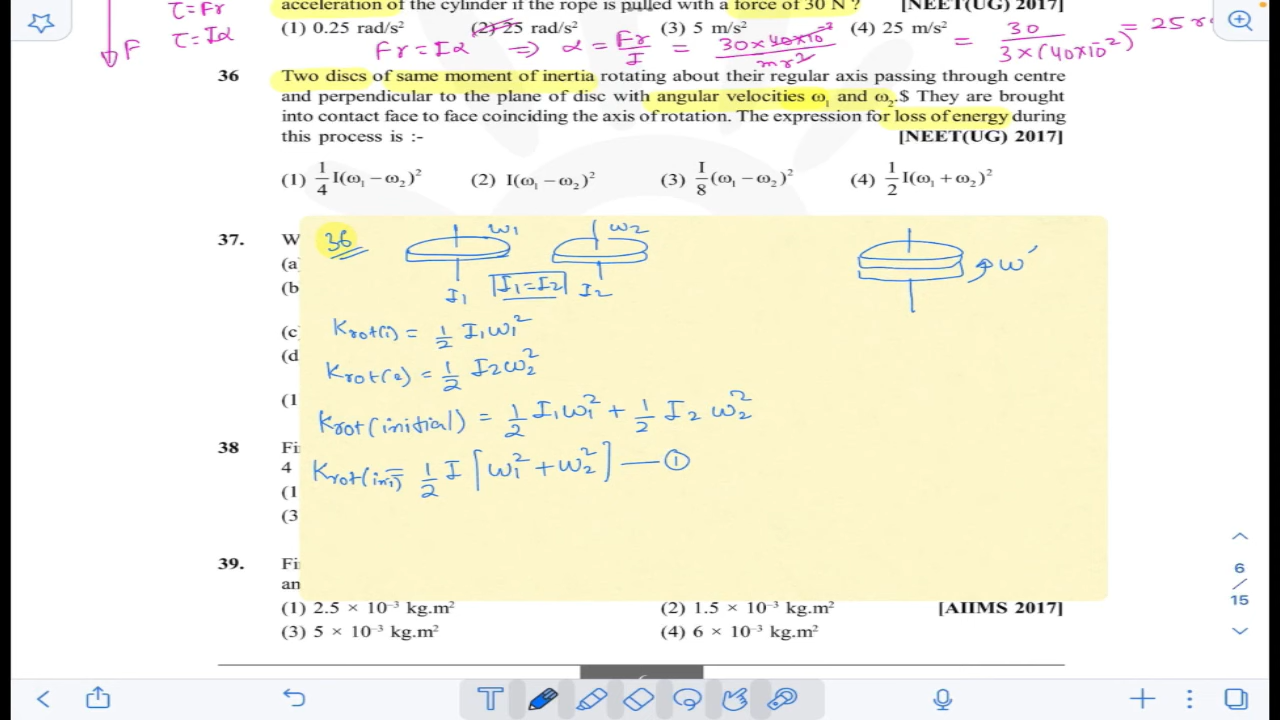 τ = Fr
acceleration of the cylinder if the rope is pulled with a force of 30 N ? [NEET(UG) 2017]
(1) 0.25 rad/s² (2) 25 rad/s² (3) 5 m/s² (4) 25 m/s²
τ = Iα
F
Fr = Iα ⇒ α = Fr/I = 30×40×10⁻²/mr² = 30/3×(40×10⁻²) = 25
36 Two discs of same moment of inertia rotating about their regular axis passing through centre
and perpendicular to the plane of disc with angular velocities ω₁ and ω₂.$ They are brought
into contact face to face coinciding the axis of rotation. The expression for loss of energy during
this process is :- [NEET(UG) 2017]
(1) 1/4 I(ω₁ − ω₂)² (2) I(ω₁ − ω₂)² (3) I/8 (ω₁ − ω₂)² (4) 1/2 I(ω₁ + ω₂)²
37. W
36 ω₁ ω₂ ω'
(a
(b
I₁ I₁ = I₂ I₂
(c
Krot(1) = 1/2 I₁ω₁²
(d
Krot(2) = 1/2 I₂ω₂²
(1
Krot(initial) = 1/2 I₁ω₁² + 1/2 I₂ ω₂²
38 Fi
4
Krot(ini) = 1/2 I [ω₁² + ω₂²] — ①
(1
(3
39. Fi
an
(1) 2.5 × 10⁻³ kg.m² (2) 1.5 × 10⁻³ kg.m² [AIIMS 2017]
(3) 5 × 10⁻³ kg.m² (4) 6 × 10⁻³ kg.m²
6
/
15
T